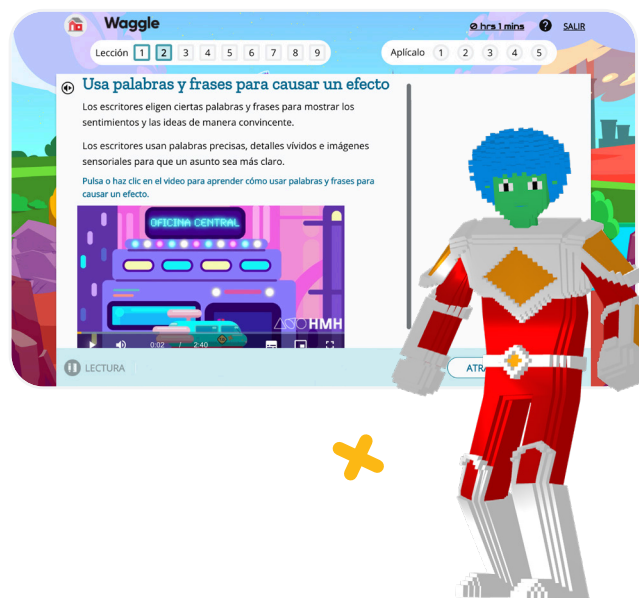 Waggle
0 hrs 1 mins ? SALIR
Lección 1 2 3 4 5 6 7 8 9
Aplícalo 1 2 3 4 5
Usa palabras y frases para causar un efecto
Los escritores eligen ciertas palabras y frases para mostrar los
sentimientos y las ideas de manera convincente.
Los escritores usan palabras precisas, detalles vívidos e imágenes
sensoriales para que un asunto sea más claro.
Pulsa o haz clic en el video para aprender cómo usar palabras y frases para
causar un efecto.
OFICINA CENTRAL
HMH
0:02 / 2:40
LECTURA
ATR